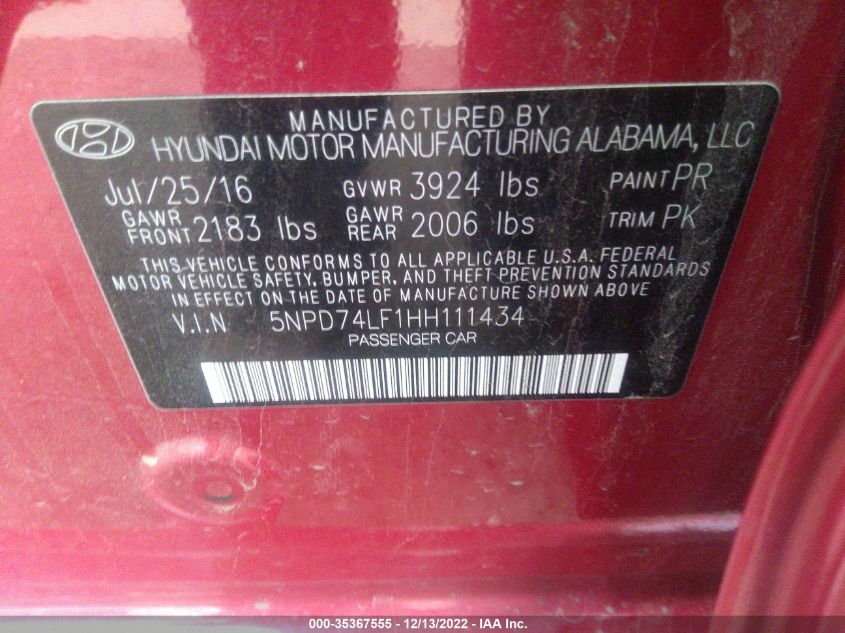 MANUFACTURED BY
HYUNDAI MOTOR MANUFACTURING ALABAMA, LLC
Jul/25/16 GVWR 3924 lbs PAINT PR
GAWR FRONT 2183 lbs GAWR REAR 2006 lbs TRIM PK
THIS VEHICLE CONFORMS TO ALL APPLICABLE U.S.A. FEDERAL
MOTOR VEHICLE SAFETY, BUMPER, AND THEFT PREVENTION STANDARDS
IN EFFECT ON THE DATE OF MANUFACTURE SHOWN ABOVE.
V.I.N 5NPD74LF1HH111434
PASSENGER CAR
000-35367555 - 12/13/2022 - IAA Inc.